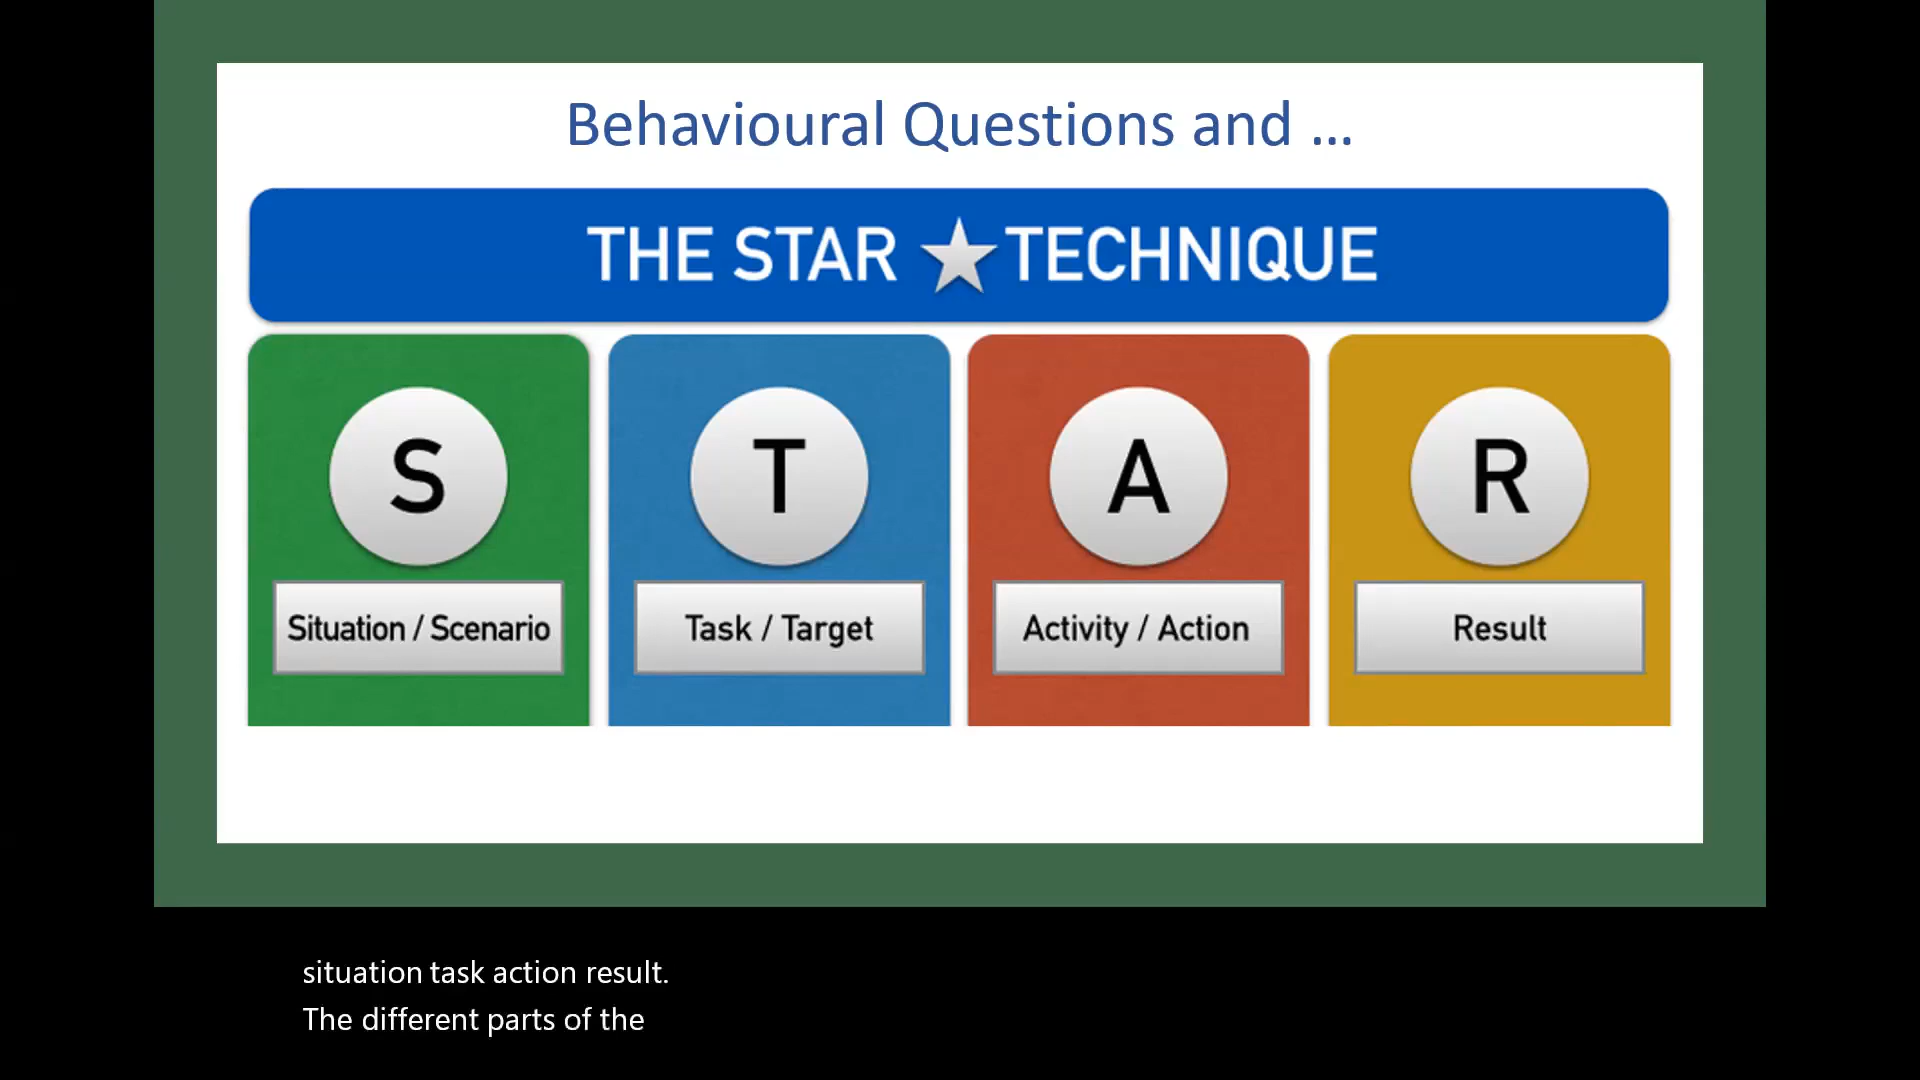 Behavioural Questions and ...
THE STAR TECHNIQUE
S
T
A
R
Situation / Scenario
Task / Target
Activity / Action
Result
situation task action result.
The different parts of the